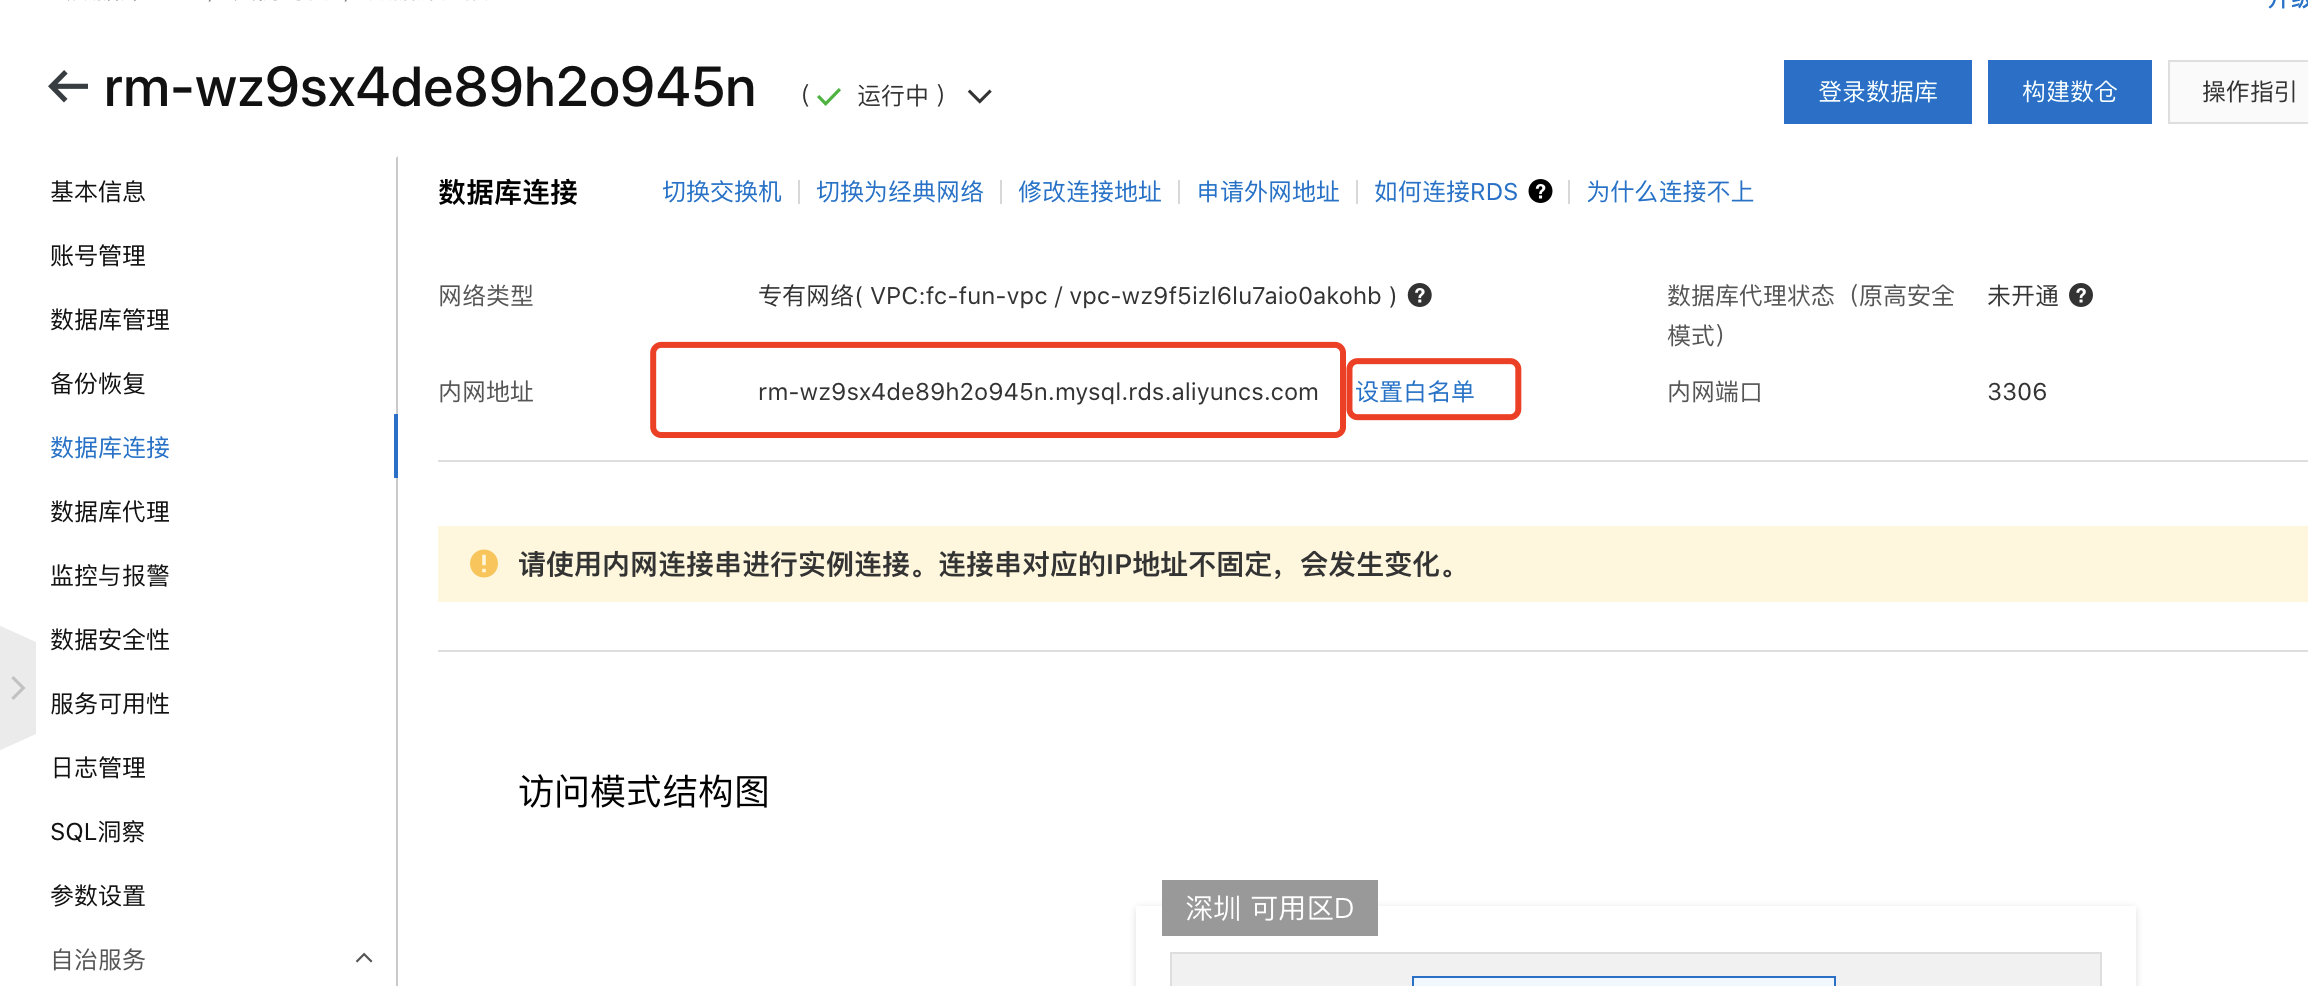 rm-wz9sx4de89h2o945n
( 运行中 )
登录数据库
构建数仓
操作指引
基本信息
账号管理
数据库管理
备份恢复
数据库连接
数据库代理
监控与报警
数据安全性
服务可用性
日志管理
SQL洞察
参数设置
自治服务
数据库连接
切换交换机
切换为经典网络
修改连接地址
申请外网地址
如何连接RDS
为什么连接不上
网络类型
专有网络( VPC:fc-fun-vpc / vpc-wz9f5izl6lu7aio0akohb )
数据库代理状态（原高安全
模式）
未开通
内网地址
rm-wz9sx4de89h2o945n.mysql.rds.aliyuncs.com
设置白名单
内网端口
3306
请使用内网连接串进行实例连接。连接串对应的IP地址不固定，会发生变化。
访问模式结构图
深圳 可用区D